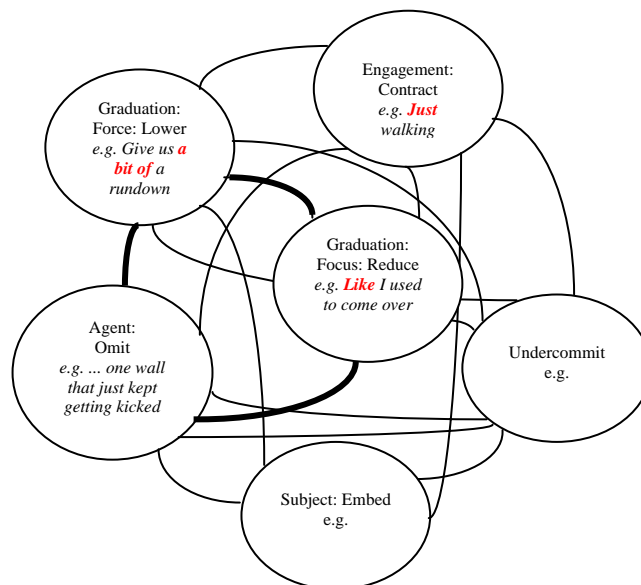 Engagement:
Contract
e.g. Just
walking
Graduation:
Force: Lower
e.g. Give us a
bit of a
rundown
Graduation:
Focus: Reduce
e.g. Like I used
to come over
Agent:
Omit
e.g. ... one wall
that just kept
getting kicked
Undercommit
e.g.
Subject: Embed
e.g.